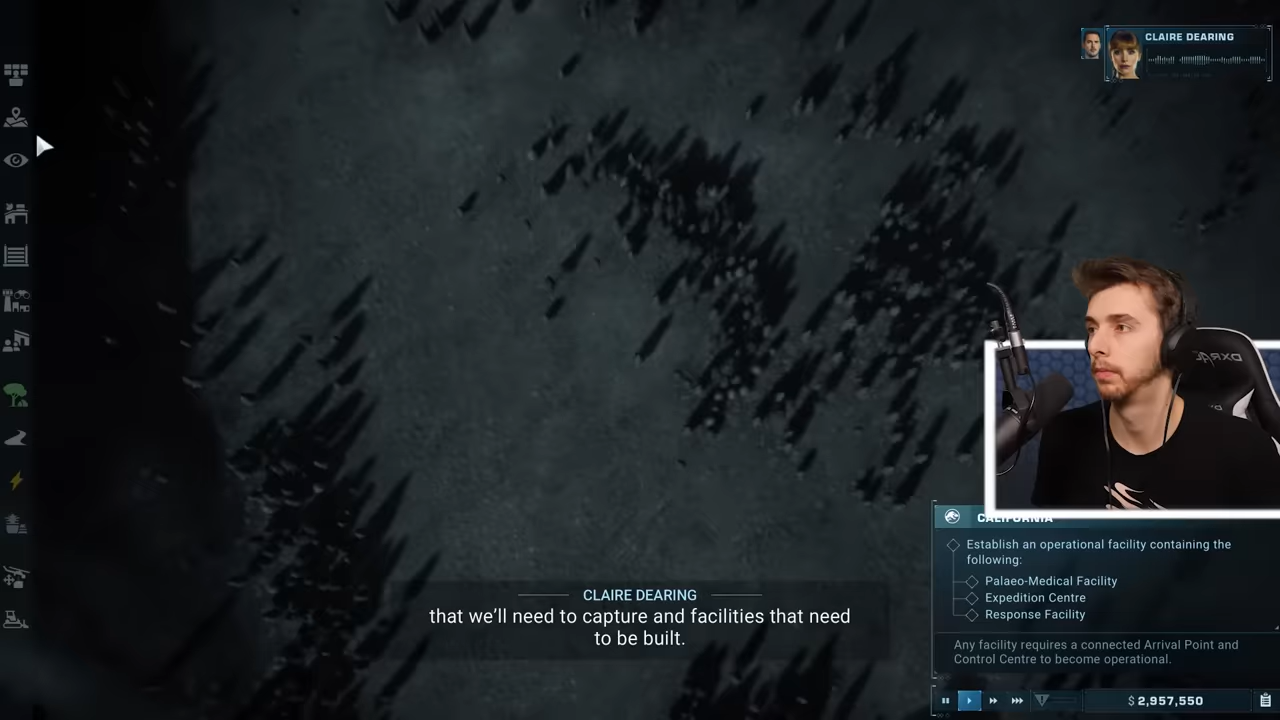 CLAIRE DEARING
CLAIRE DEARING
that we'll need to capture and facilities that need
to be built.
CALIFORNIA
Establish an operational facility containing the
following:
Palaeo-Medical Facility
Expedition Centre
Response Facility
Any facility requires a connected Arrival Point and
Control Centre to become operational.
$ 2,957,550